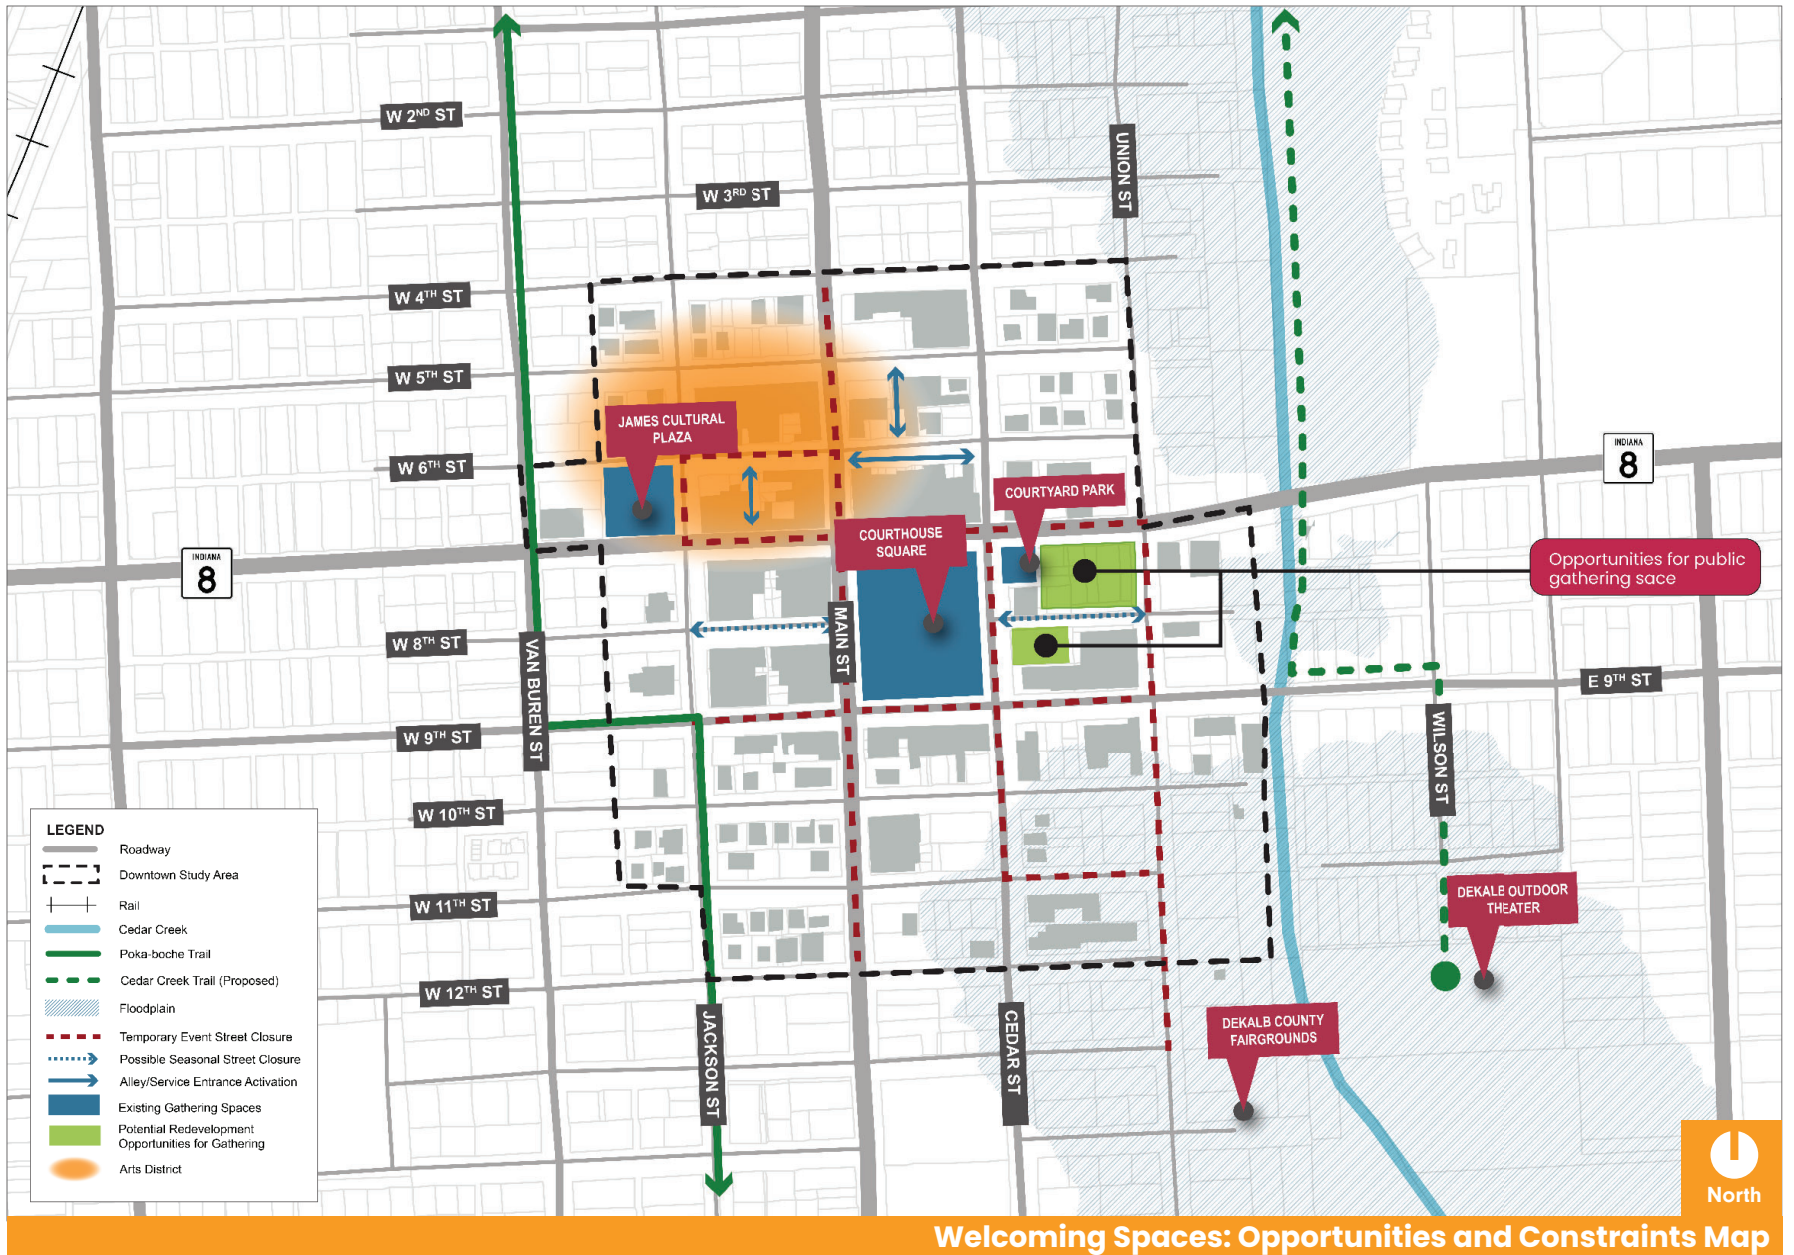 W 2ND ST
UNION ST
W 3RD ST
W 4TH ST
W 5TH ST
JAMES CULTURAL
PLAZA
W 6TH ST
INDIANA
8
COURTYARD PARK
COURTHOUSE
SQUARE
INDIANA
8
Opportunities for public
gathering sace
MAIN ST
W 8TH ST
VAN BUREN ST
E 9TH ST
W 9TH ST
WILSON ST
W 10TH ST
W 11TH ST
DEKALB OUTDOOR
THEATER
W 12TH ST
JACKSON ST
CEDAR ST
DEKALB COUNTY
FAIRGROUNDS
LEGEND
Roadway
Downtown Study Area
Rail
Cedar Creek
Poka-boche Trail
Cedar Creek Trail (Proposed)
Floodplain
Temporary Event Street Closure
Possible Seasonal Street Closure
Alley/Service Entrance Activation
Existing Gathering Spaces
Potential Redevelopment
Opportunities for Gathering
Arts District
North
Welcoming Spaces: Opportunities and Constraints Map